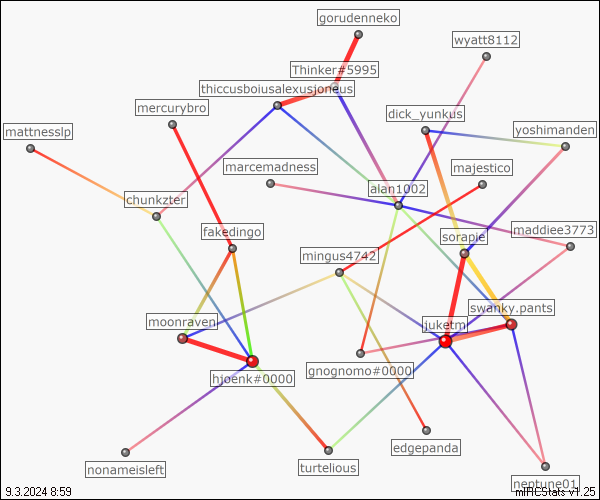 gorudenneko
wyatt8112
Thinker#5995
thiccusboiusalexusjoneus
mercurybro
dick_yunkus
mattnesslp
yoshimanden
marcemadness
majestico
alan1002
chunkzter
fakedingo
maddiee3773
sorapie
mingus4742
swanky.pants
moonraven
juketm
gnognomo#0000
hjoenk#0000
edgepanda
nonameisleft
turtelious
neptune01
9.3.2024 8:59
mIRCStats v1.25